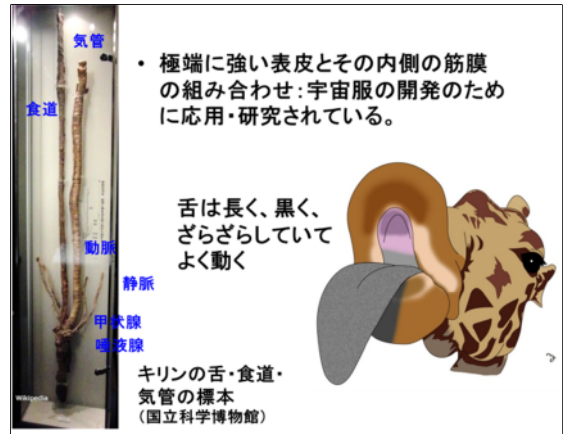 気管
• 極端に強い表皮とその内側の筋膜
の組み合わせ：宇宙服の開発のため
に応用・研究されている。
食道
舌は長く、黒く、
ざらざらしていて
よく動く
動脈
静脈
甲状腺
唾液腺
キリンの舌・食道・
気管の標本
（国立科学博物館）
Wikipedia